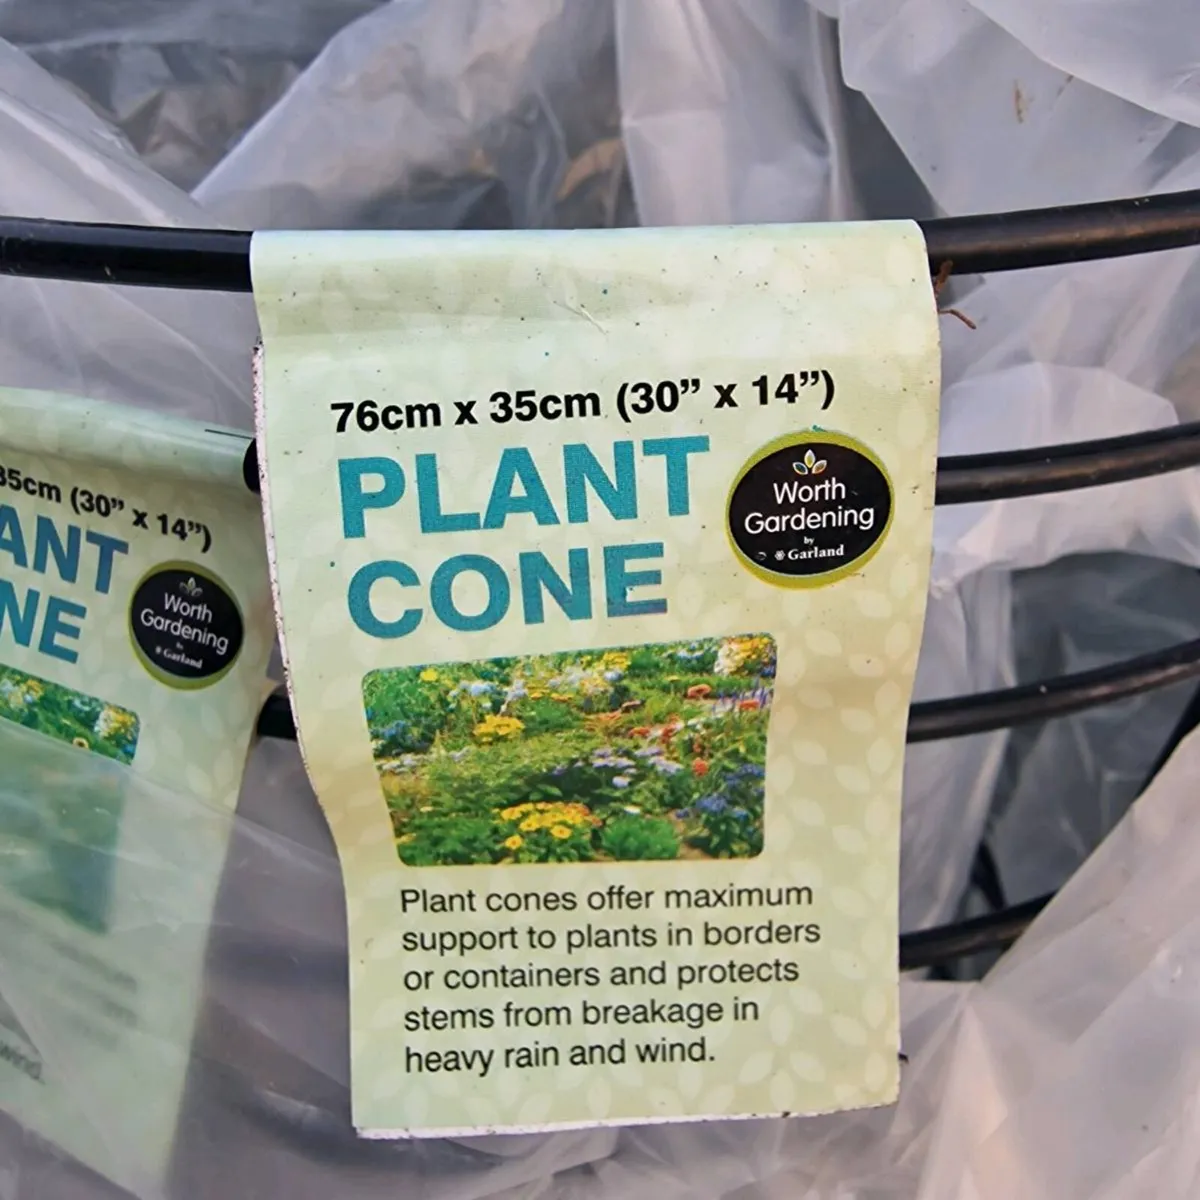 76cm x 35cm (30” x 14”)
PLANT
CONE
Worth
Gardening
by
Garland
Plant cones offer maximum
support to plants in borders
or containers and protects
stems from breakage in
heavy rain and wind.
35cm (30” x 14”)
ANT
NE
Worth
Gardening
by
Garland
wind.